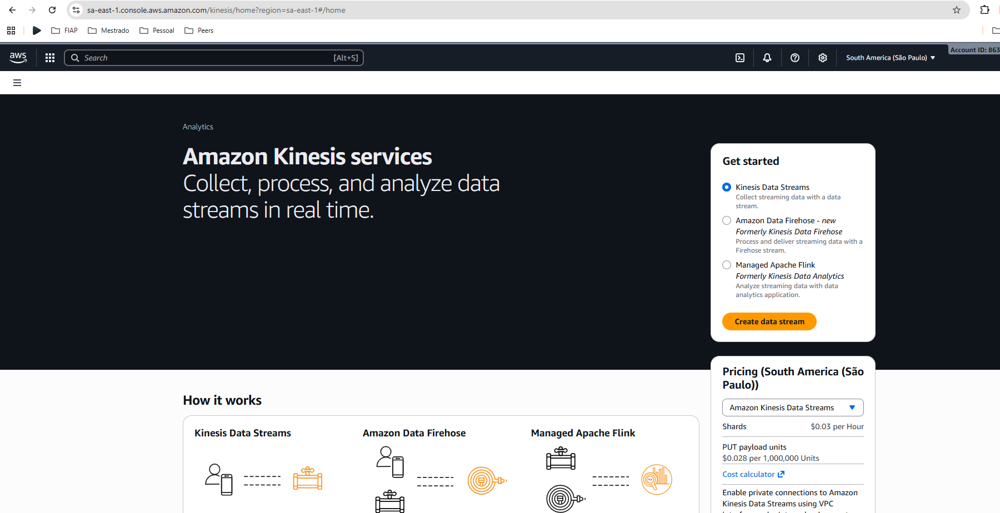 sa-east-1.console.aws.amazon.com/kinesis/home?region=sa-east-1#/home
FIAP
Mestrado
Pessoal
Peers
aws
Search
[Alt+S]
South America (São Paulo)
Account ID: 863
Analytics
Amazon Kinesis services
Collect, process, and analyze data
streams in real time.
Get started
Kinesis Data Streams
Collect streaming data with a data
stream.
Amazon Data Firehose - new
Formerly Kinesis Data Firehose
Process and deliver streaming data with a
Firehose stream.
Managed Apache Flink
Formerly Kinesis Data Analytics
Analyze streaming data with data
analytics application.
Create data stream
Pricing (South America (São
Paulo))
Amazon Kinesis Data Streams
Shards
$0.03 per Hour
PUT payload units
$0.028 per 1,000,000 Units
Cost calculator
Enable private connections to Amazon
Kinesis Data Streams using VPC
How it works
Kinesis Data Streams
Amazon Data Firehose
Managed Apache Flink